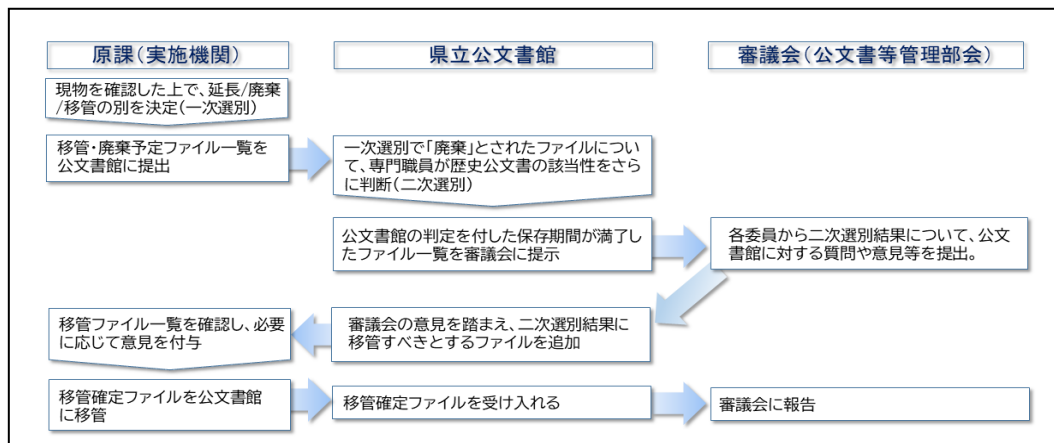 原課(実施機関)
県立公文書館
審議会(公文書等管理部会)
現物を確認した上で、延長/廃棄
/移管の別を決定(一次選別)
移管・廃棄予定ファイル一覧を
公文書館に提出
一次選別で「廃棄」とされたファイルについ
て、専門職員が歴史公文書の該当性をさら
に判断(二次選別)
公文書館の判定を付した保存期間が満了し
たファイル一覧を審議会に提示
各委員から二次選別結果について、公文
書館に対する質問や意見等を提出。
審議会の意見を踏まえ、二次選別結果に
移管すべきとするファイルを追加
移管ファイル一覧を確認し、必要
に応じて意見を付与
移管確定ファイルを公文書館
に移管
移管確定ファイルを受け入れる
審議会に報告